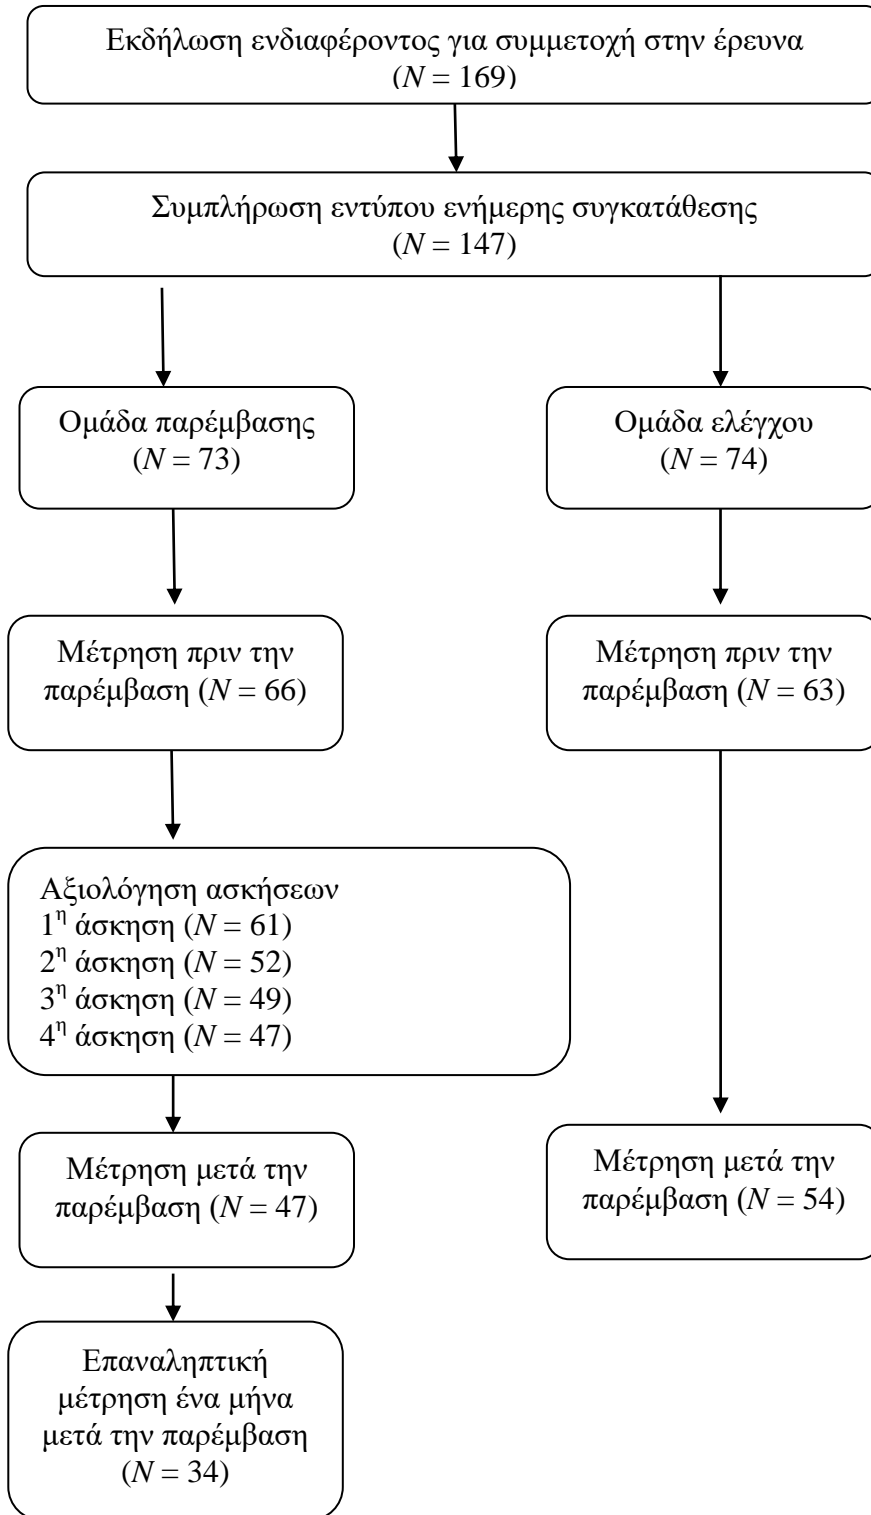 Εκδήλωση ενδιαφέροντος για συμμετοχή στην έρευνα
(N = 169)
Συμπλήρωση εντύπου ενήμερης συγκατάθεσης
(N = 147)
Ομάδα παρέμβασης
(N = 73)
Ομάδα ελέγχου
(N = 74)
Μέτρηση πριν την
παρέμβαση (N = 66)
Μέτρηση πριν την
παρέμβαση (N = 63)
Αξιολόγηση ασκήσεων
1η άσκηση (N = 61)
2η άσκηση (N = 52)
3η άσκηση (N = 49)
4η άσκηση (N = 47)
Μέτρηση μετά την
παρέμβαση (N = 47)
Μέτρηση μετά την
παρέμβαση (N = 54)
Επαναληπτική
μέτρηση ένα μήνα
μετά την παρέμβαση
(N = 34)